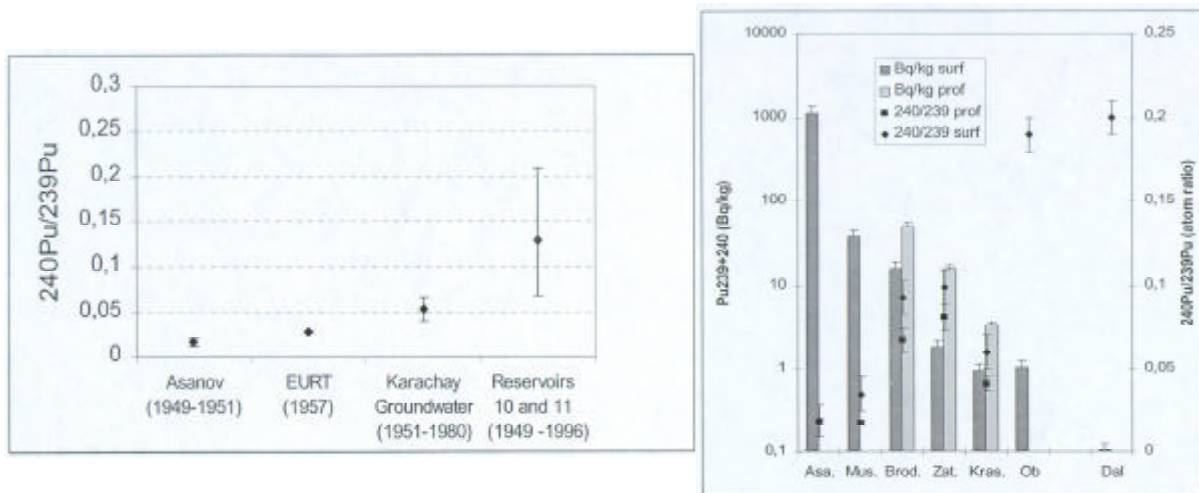 0,3
0,25
0,2
0,15
0,1
0,05
0
240Pu/239Pu
Asanov
(1949-1951)
EURT
(1957)
Karachay
Groundwater
(1951-1980)
Reservoirs
10 and 11
(1949 -1996)
10000
1000
100
10
1
0,1
Pu239+240 (Bq/kg)
Bq/kg surf
Bq/kg prof
240/239 prof
240/239 surf
0,25
0,2
0,15
0,1
0,05
0
240Pu/239Pu (atom ratio)
Asa. Mus. Brod. Zat. Kras. Ob Dal